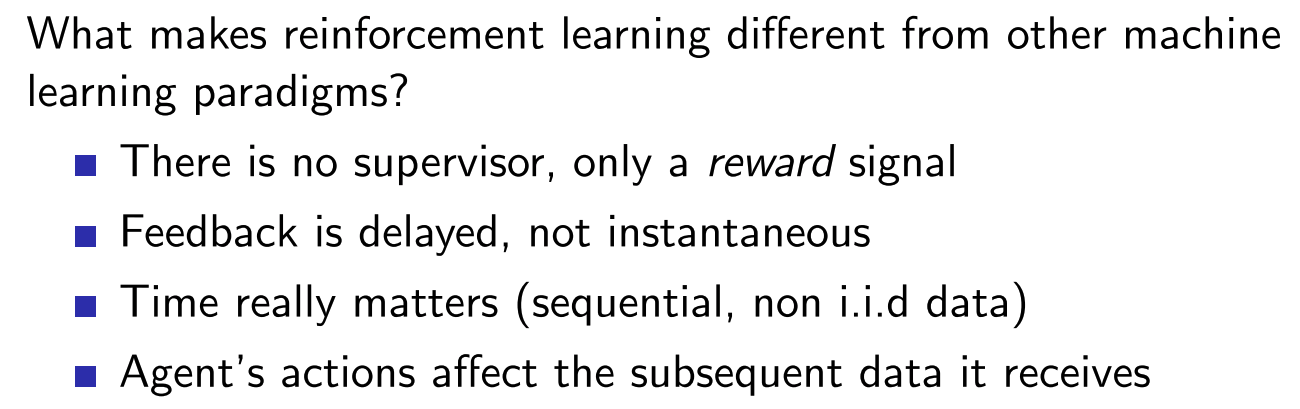 What makes reinforcement learning different from other machine
learning paradigms?
There is no supervisor, only a reward signal
Feedback is delayed, not instantaneous
Time really matters (sequential, non i.i.d data)
Agent's actions affect the subsequent data it receives